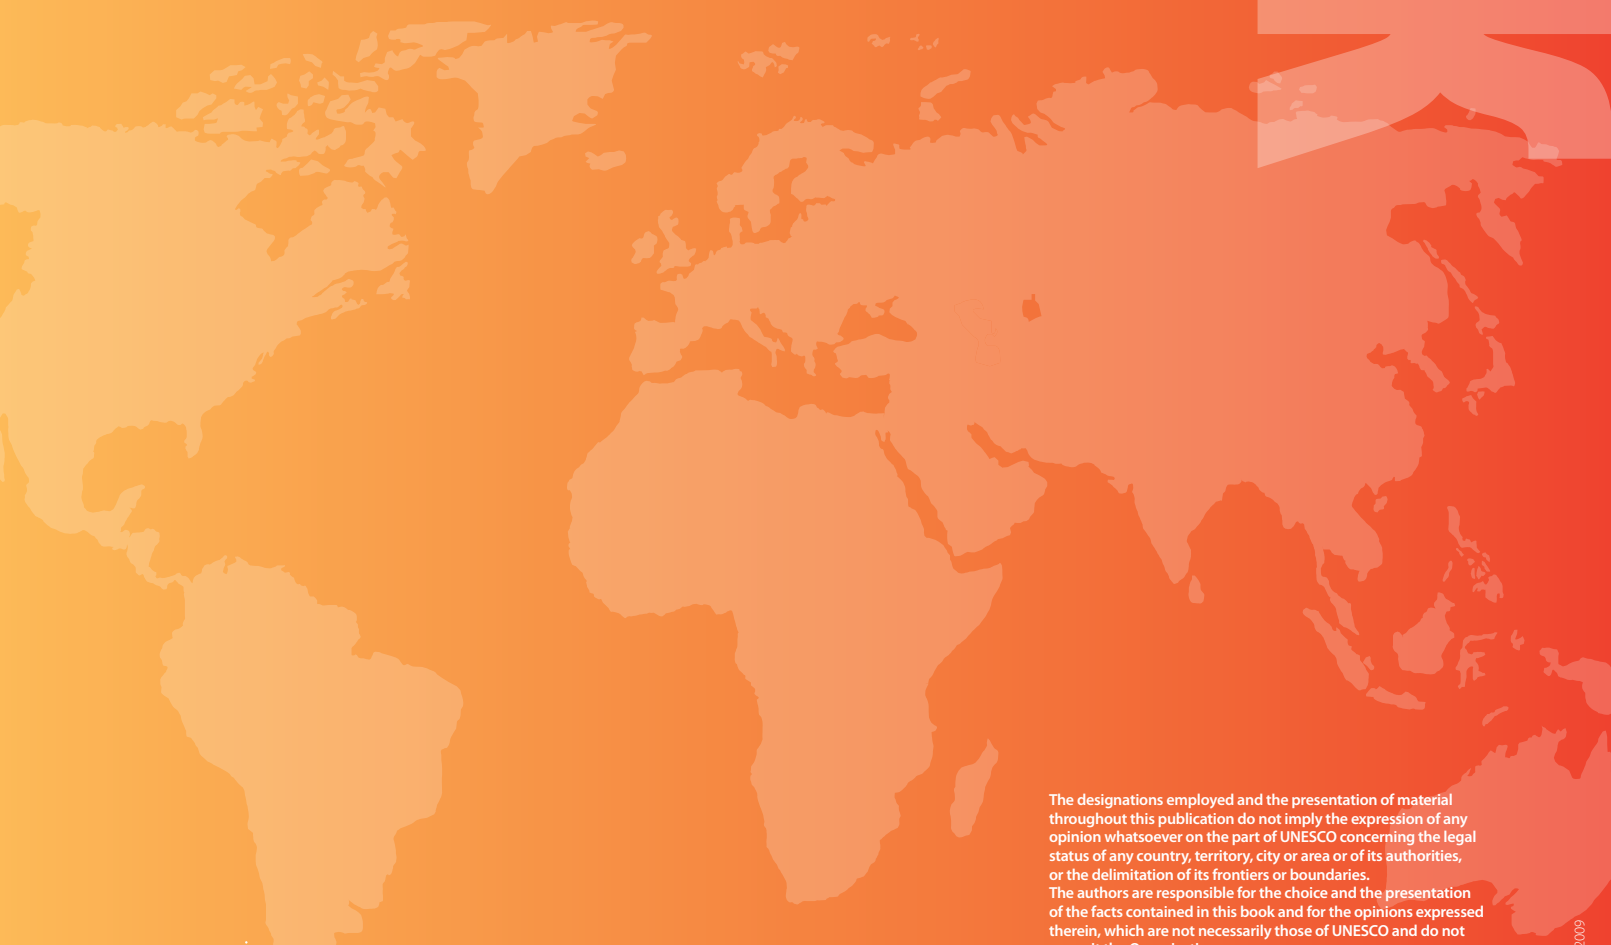 The designations employed and the presentation of material
throughout this publication do not imply the expression of any
opinion whatsoever on the part of UNESCO concerning the legal
status of any country, territory, city or area or of its authorities,
or the delimitation of its frontiers or boundaries.
The authors are responsible for the choice and the presentation
of the facts contained in this book and for the opinions expressed
therein, which are not necessarily those of UNESCO and do not
2009